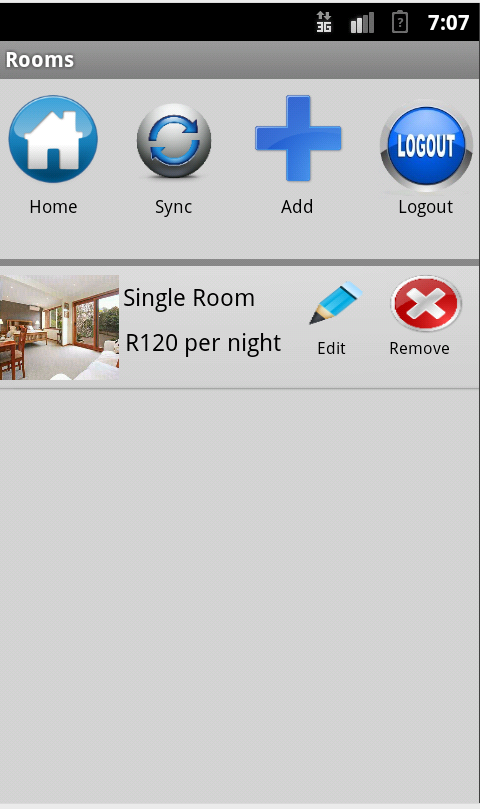 3G 7:07
Rooms
LOGOUT
Home Sync Add Logout
Single Room
R120 per night
Edit Remove